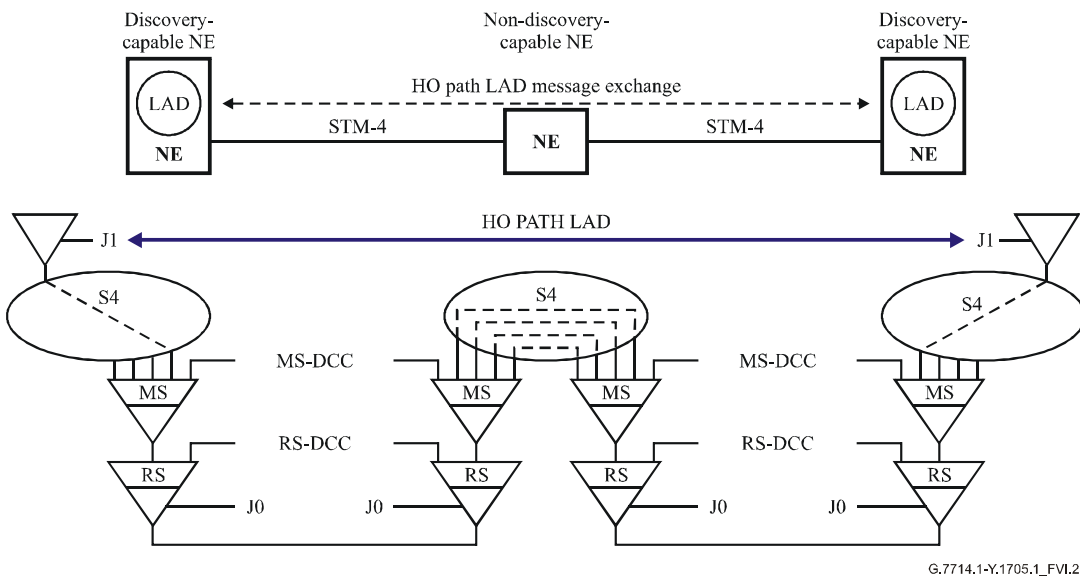 Discovery-
capable NE
Non-discovery-
capable NE
Discovery-
capable NE
HO path LAD message exchange
LAD
NE
STM-4
NE
STM-4
LAD
NE
HO PATH LAD
J1
J1
S4
S4
S4
MS-DCC
MS-DCC
MS
MS
MS
MS
RS-DCC
RS-DCC
RS
RS
RS
RS
J0
J0
J0
J0
G.7714.1-Y.1705.1_FVI.2